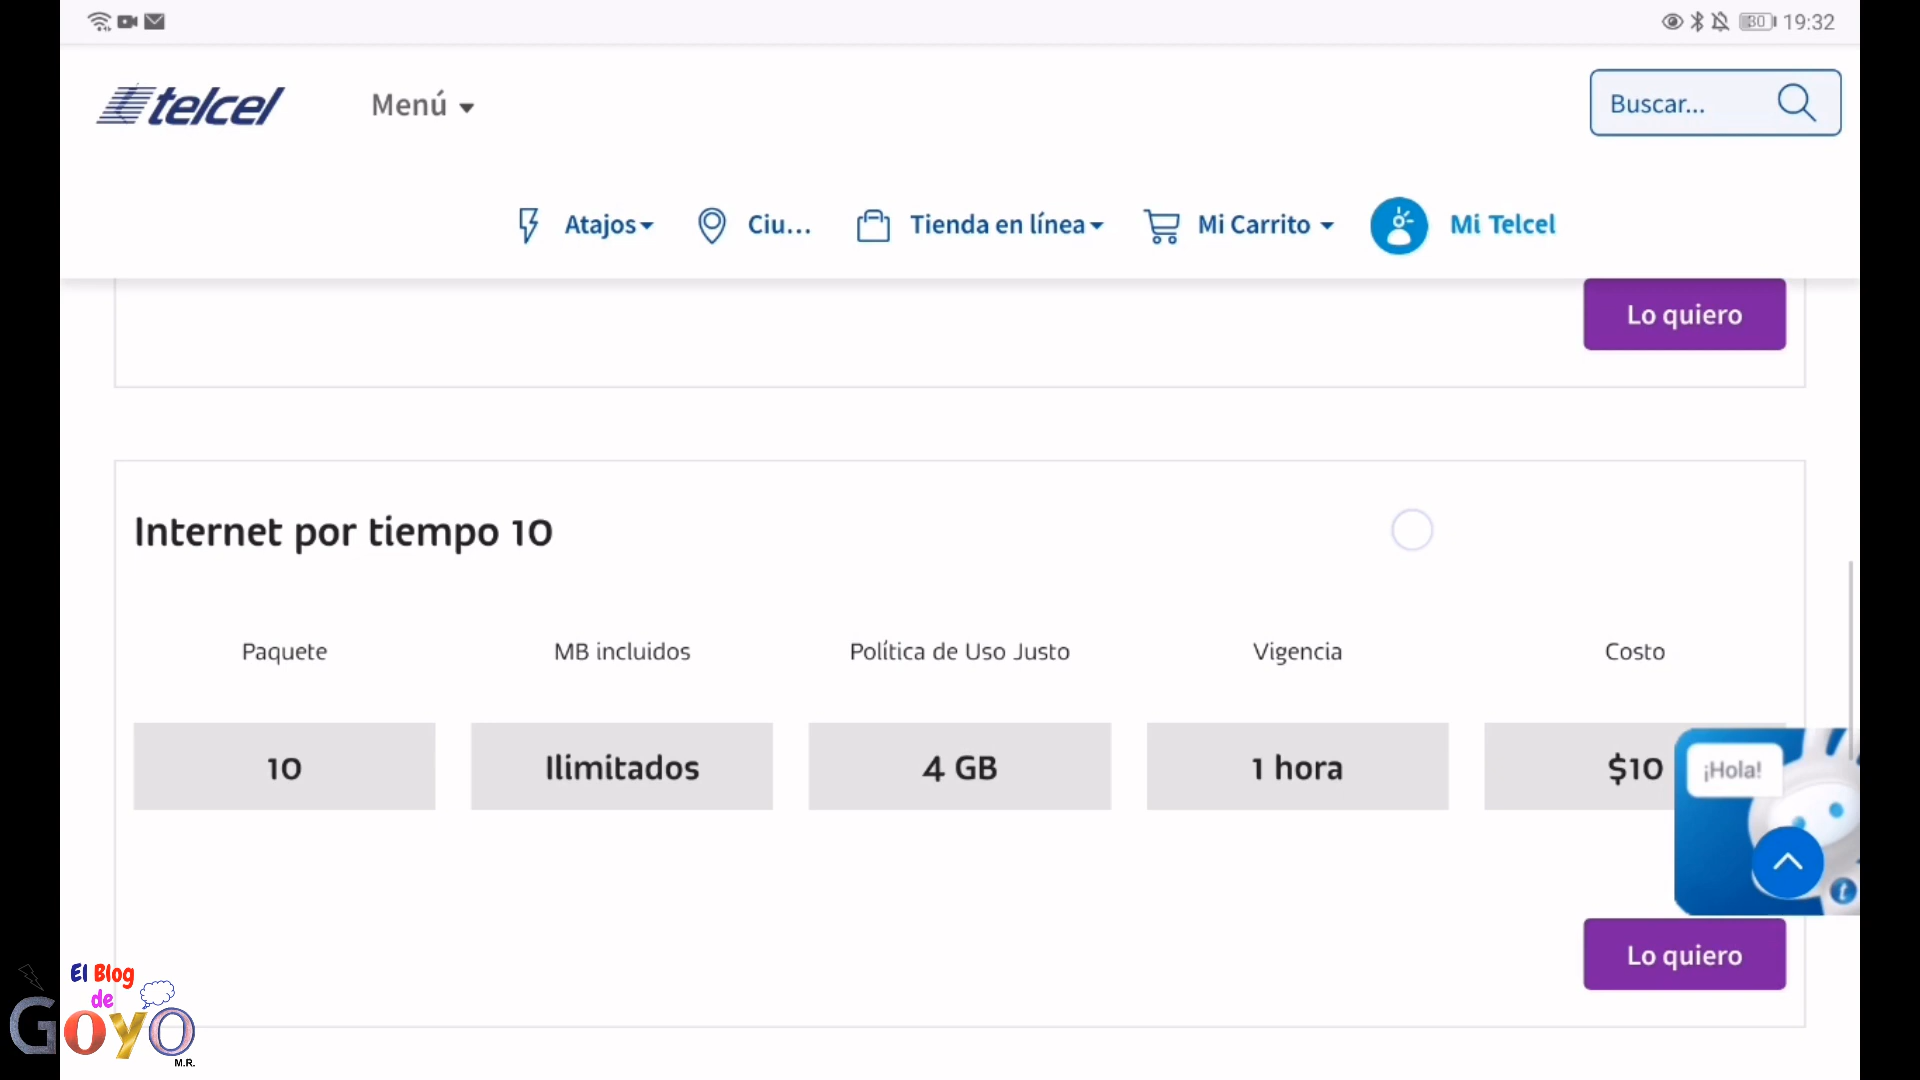 80 19:32
telcel Menú Buscar...
Atajos Ciu... Tienda en línea Mi Carrito Mi Telcel
Lo quiero
Internet por tiempo 10
Paquete MB incluidos Política de Uso Justo Vigencia Costo
10 Ilimitados 4 GB 1 hora $10
¡Hola!
t
Lo quiero
El Blog
de
GOYO
M.R.